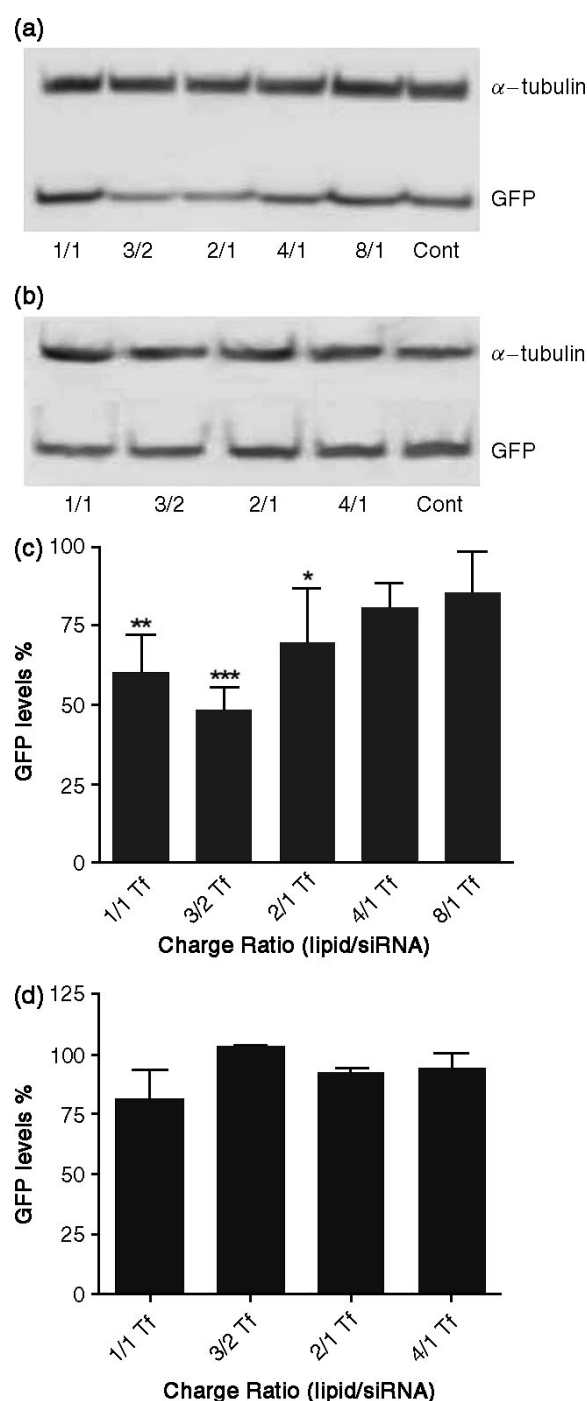 (a)
α–tubulin
GFP
1/1 3/2 2/1 4/1 8/1 Cont
(b)
α–tubulin
GFP
1/1 3/2 2/1 4/1 Cont
(c)
100
75
50
25
0
GFP levels %
** *** *
1/1 Tf 3/2 Tf 2/1 Tf 4/1 Tf 8/1 Tf
Charge Ratio (lipid/siRNA)
(d)
125
100
75
50
25
0
GFP levels %
1/1 Tf 3/2 Tf 2/1 Tf 4/1 Tf
Charge Ratio (lipid/siRNA)